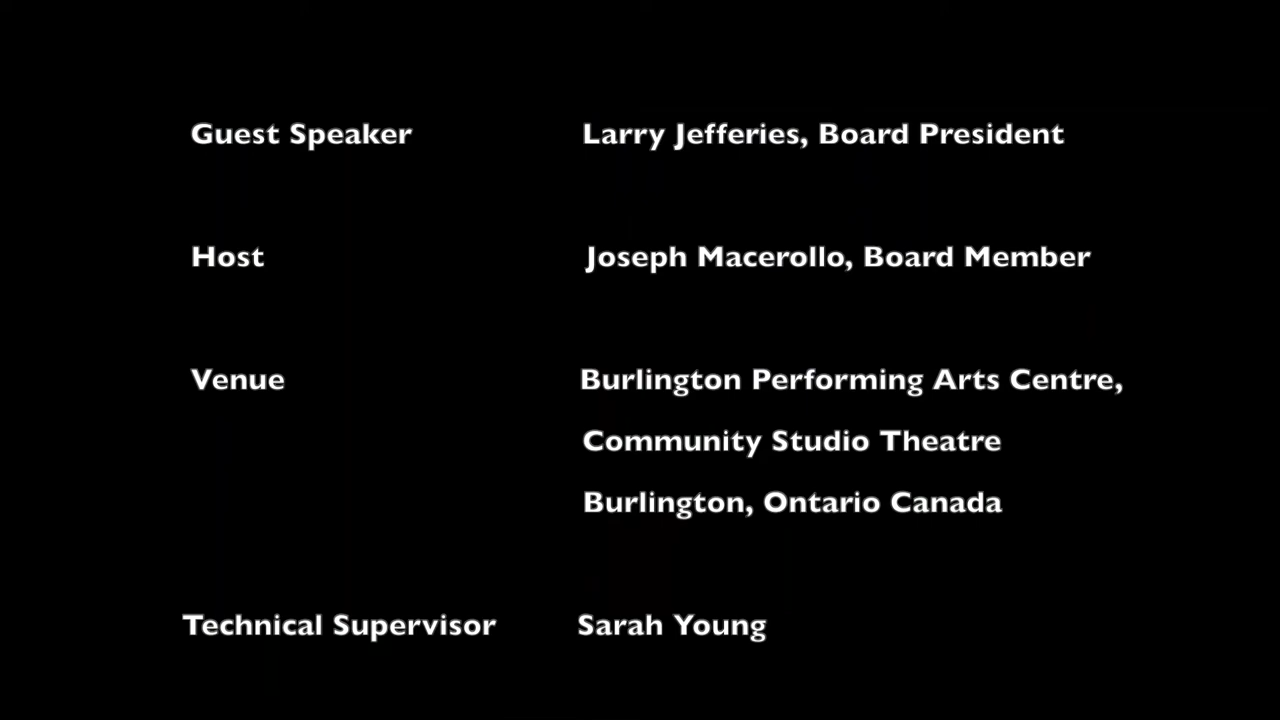 Guest Speaker Larry Jefferies, Board President
Host Joseph Macerollo, Board Member
Venue Burlington Performing Arts Centre,
Community Studio Theatre
Burlington, Ontario Canada
Technical Supervisor Sarah Young